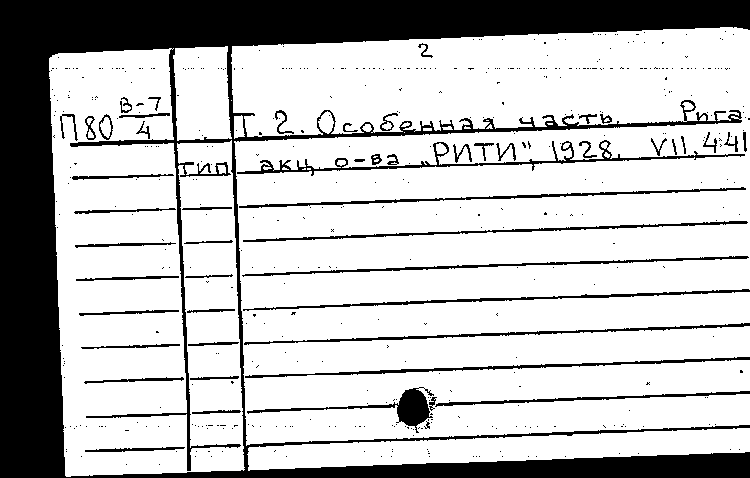 2
П80 В-7/4 Т. 2. Особенная часть. Рига.
тип. акц. о-ва „РИТИ“, 1928. VII, 441